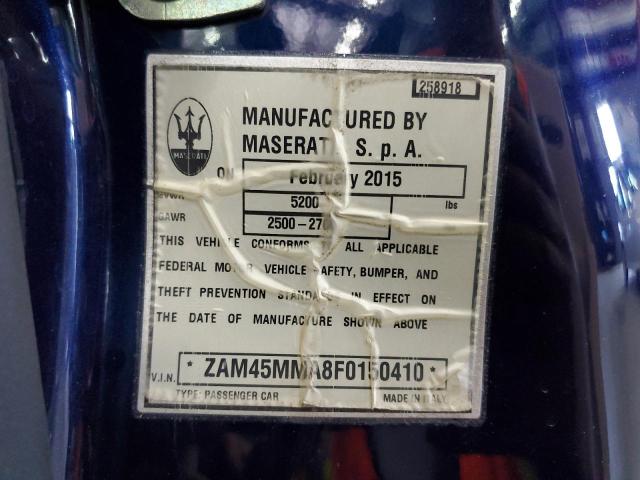 258918
MASERATI
MANUFACTURED BY
MASERATI S. p A.
ON February 2015
GVWR 5200 lbs
GAWR 2500-270
THIS VEHICLE CONFORMS ALL APPLICABLE
FEDERAL MOTOR VEHICLE SAFETY, BUMPER, AND
THEFT PREVENTION STANDARDS IN EFFECT ON
THE DATE OF MANUFACTURE SHOWN ABOVE
V.I.N. * ZAM45MMA8F0150410 *
TYPE: PASSENGER CAR MADE IN ITALY